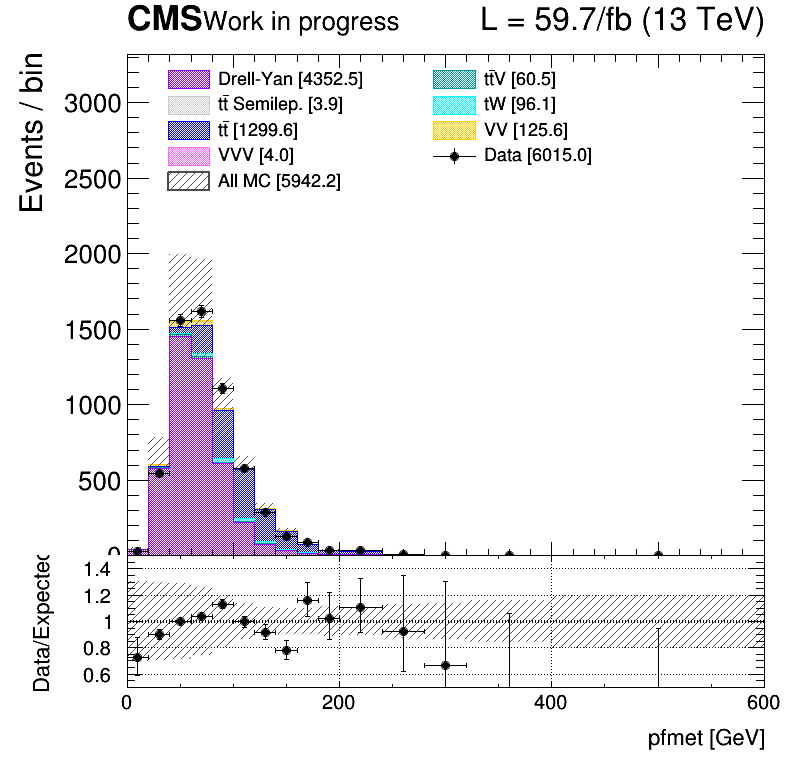 CMS Work in progress L = 59.7/fb (13 TeV)
Events / bin
Drell-Yan [4352.5]
tt̄ Semilep. [3.9]
tt̄ [1299.6]
VVV [4.0]
All MC [5942.2]
tt̄V [60.5]
tW [96.1]
VV [125.6]
Data [6015.0]
3000
2500
2000
1500
1000
500
0
Data/Expected
1.4
1.2
1
0.8
0.6
0 200 400 600
pfmet [GeV]